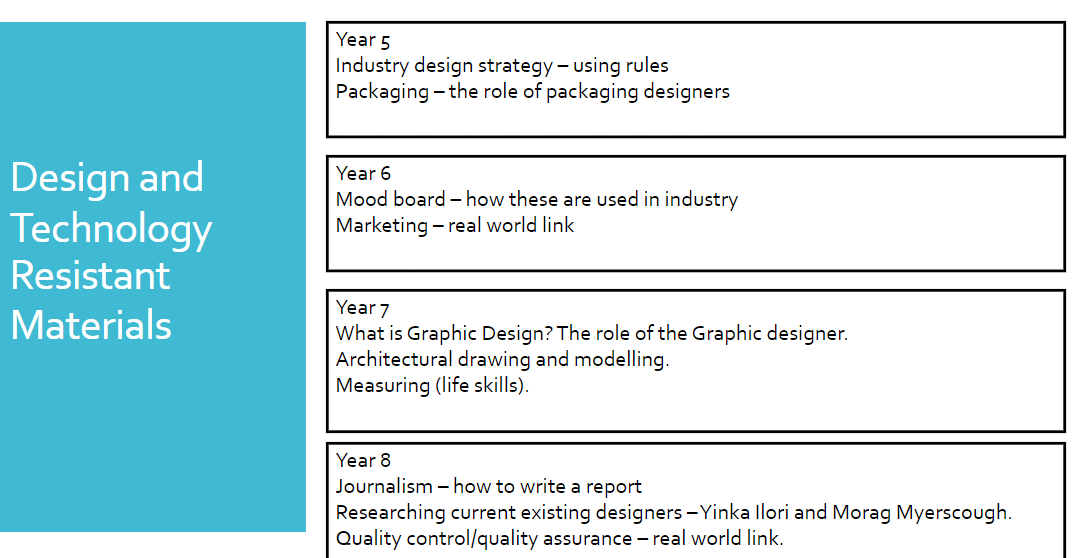 Design and
Technology
Resistant
Materials
Year 5
Industry design strategy – using rules
Packaging – the role of packaging designers
Year 6
Mood board – how these are used in industry
Marketing – real world link
Year 7
What is Graphic Design? The role of the Graphic designer.
Architectural drawing and modelling.
Measuring (life skills).
Year 8
Journalism – how to write a report
Researching current existing designers – Yinka Ilori and Morag Myerscough.
Quality control/quality assurance – real world link.